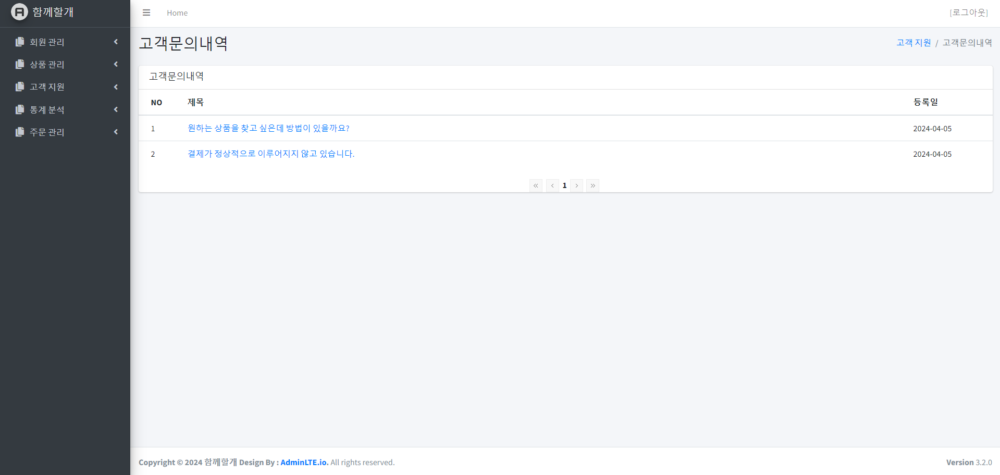 함께할개
회원 관리
상품 관리
고객 지원
통계 분석
주문 관리
Home
[로그아웃]
고객문의내역
고객 지원 / 고객문의내역
고객문의내역
NO 제목 등록일
1 원하는 상품을 찾고 싶은데 방법이 있을까요? 2024-04-05
2 결제가 정상적으로 이루어지지 않고 있습니다. 2024-04-05
« ‹ 1 › »
Copyright © 2024 함께할개 Design By : AdminLTE.io. All rights reserved.
Version 3.2.0